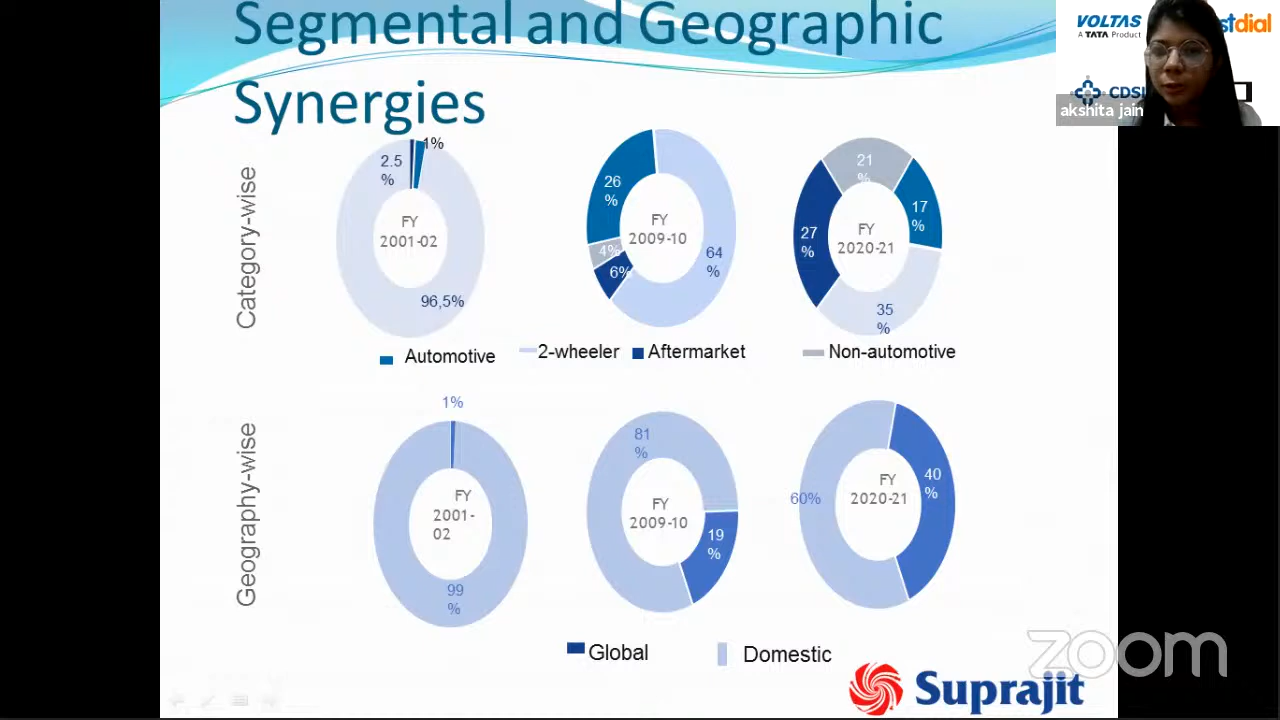 Segmental and Geographic
Synergies
VOLTAS
A TATA Product
stdial
CDSL
akshita jain
Category-wise
1%
2.5
%
FY
2001-02
96,5%
26
%
4%
6%
FY
2009-10
64
%
21
%
17
%
27
%
FY
2020-21
35
%
Automotive
2-wheeler
Aftermarket
Non-automotive
Geography-wise
1%
FY
2001-
02
99
%
81
%
FY
2009-10
19
%
60%
FY
2020-21
40
%
Global
Domestic
zoom
Suprajit